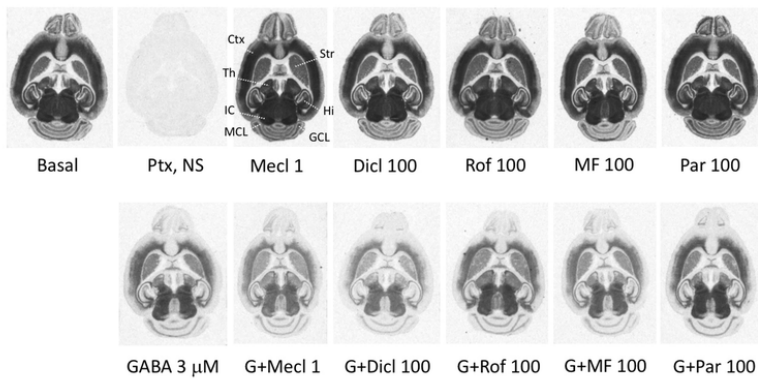 Ctx
Str
Th
IC
Hi
MCL
GCL
Basal
Ptx, NS
Mecl 1
Dicl 100
Rof 100
MF 100
Par 100
GABA 3 μM
G+Mecl 1
G+Dicl 100
G+Rof 100
G+MF 100
G+Par 100